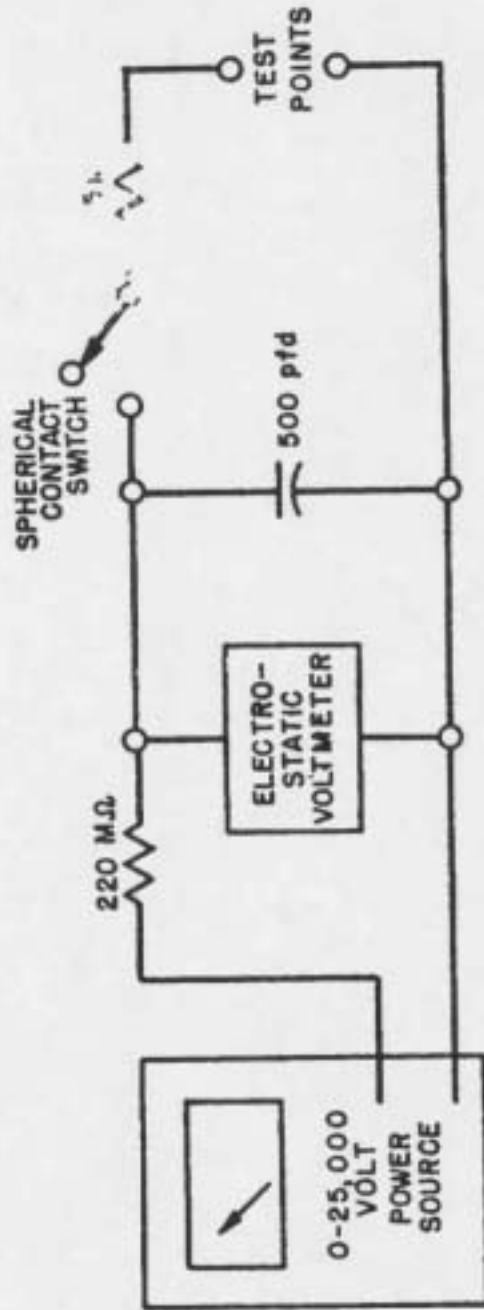 SPHERICAL
CONTACT
SWITCH
220 MΩ
ELECTRO-
STATIC
VOLTMETER
500 pfd
TEST
POINTS
0-25,000
VOLT
POWER
SOURCE